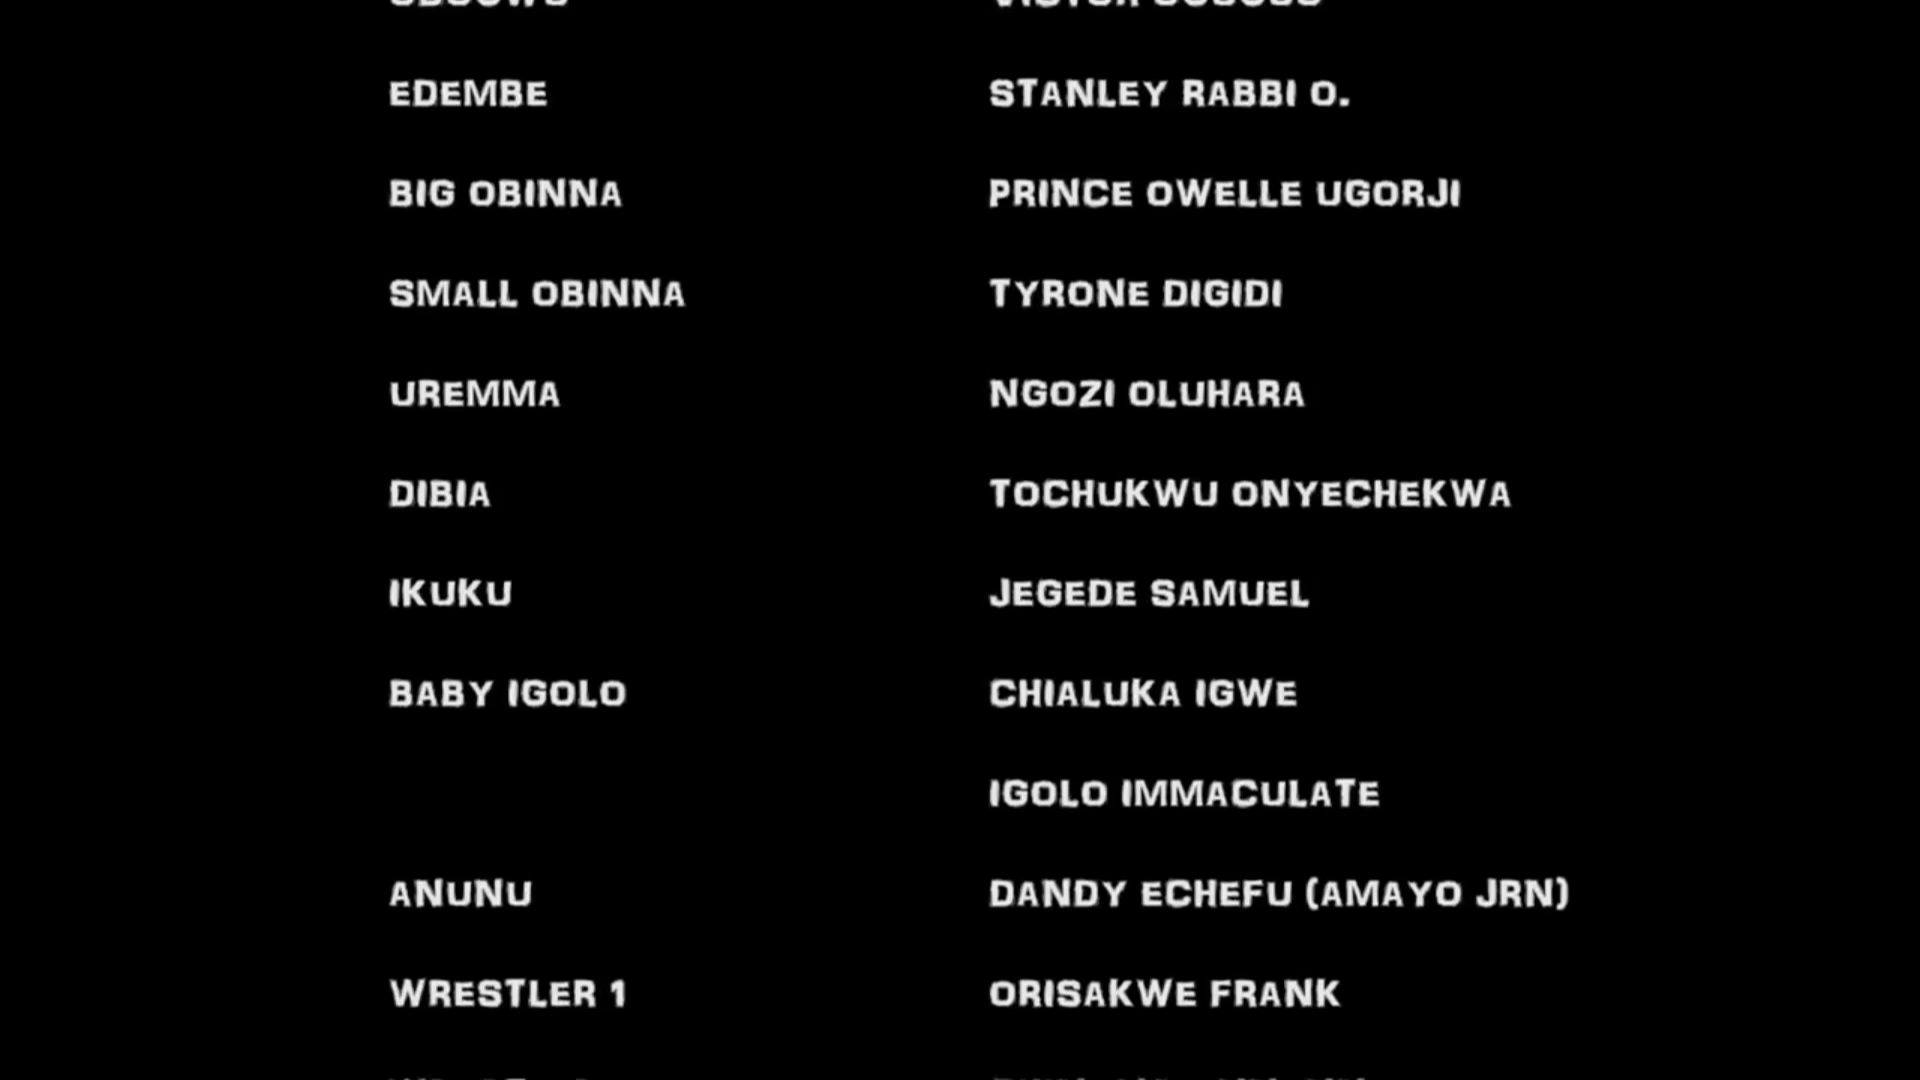 EDEMBE STANLEY RABBI O.
BIG OBINNA PRINCE OWELLE UGORJI
SMALL OBINNA TYRONE DIGIDI
UREMMA NGOZI OLUHARA
DIBIA TOCHUKWU ONYECHEKWA
IKUKU JEGEDE SAMUEL
BABY IGOLO CHIALUKA IGWE
IGOLO IMMACULATE
ANUNU DANDY ECHEFU (AMAYO JRN)
WRESTLER 1 ORISAKWE FRANK